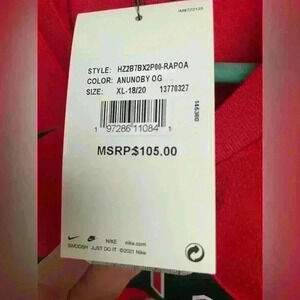 STYLE: HZ2B7BX2P00-RAPOA
COLOR: ANUNOBY OG
SIZE: XL-18/20 13770327
1 97286 11084 1
MSRP:$105.00
NIKE nike.com
SWOOSH JUST DO IT ©2021 Nike